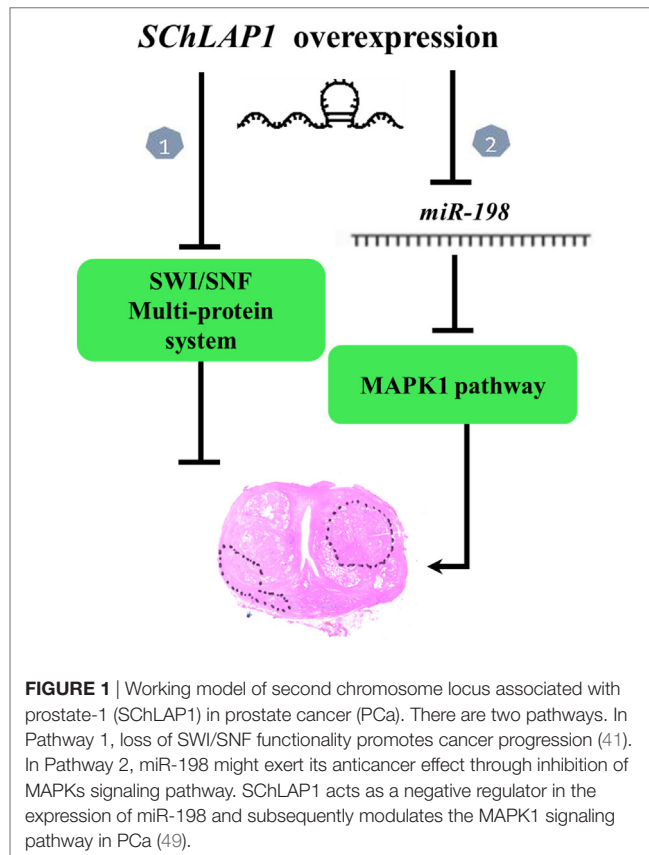 SChLAP1 overexpression
1
2
miR-198
SWI/SNF
Multi-protein
system
MAPK1 pathway
FIGURE 1 | Working model of second chromosome locus associated with
prostate-1 (SChLAP1) in prostate cancer (PCa). There are two pathways. In
Pathway 1, loss of SWI/SNF functionality promotes cancer progression (41).
In Pathway 2, miR-198 might exert its anticancer effect through inhibition of
MAPKs signaling pathway. SChLAP1 acts as a negative regulator in the
expression of miR-198 and subsequently modulates the MAPK1 signaling
pathway in PCa (49).